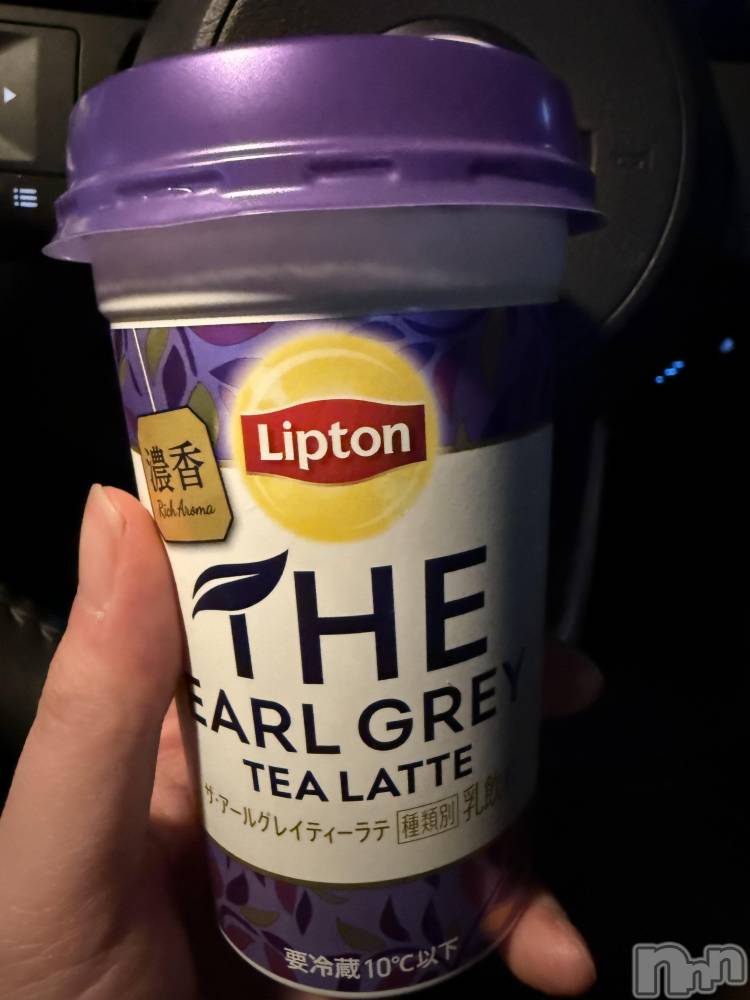 Lipton
濃香
Rich Aroma
THE
EARL GREY
TEA LATTE
ザ・アールグレイティーラテ 種類別 乳飲
要冷蔵10℃以下
nnn